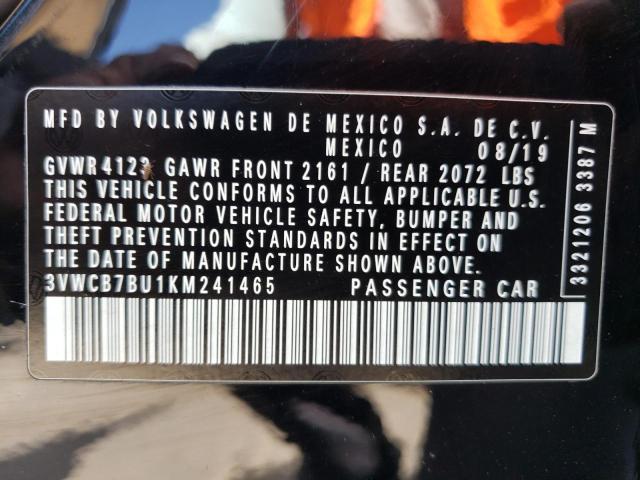 MFD BY VOLKSWAGEN DE MEXICO S.A. DE C.V.
MEXICO 08/19
GAWR FRONT 2161 / REAR 2072 LBS
THIS VEHICLE CONFORMS TO ALL APPLICABLE U.S.
FEDERAL MOTOR VEHICLE SAFETY, BUMPER AND
THEFT PREVENTION STANDARDS IN EFFECT ON
THE DATE OF MANUFACTURE SHOWN ABOVE.
3VWCB7BU1KM241465 PASSENGER CAR
3321206 3387 M